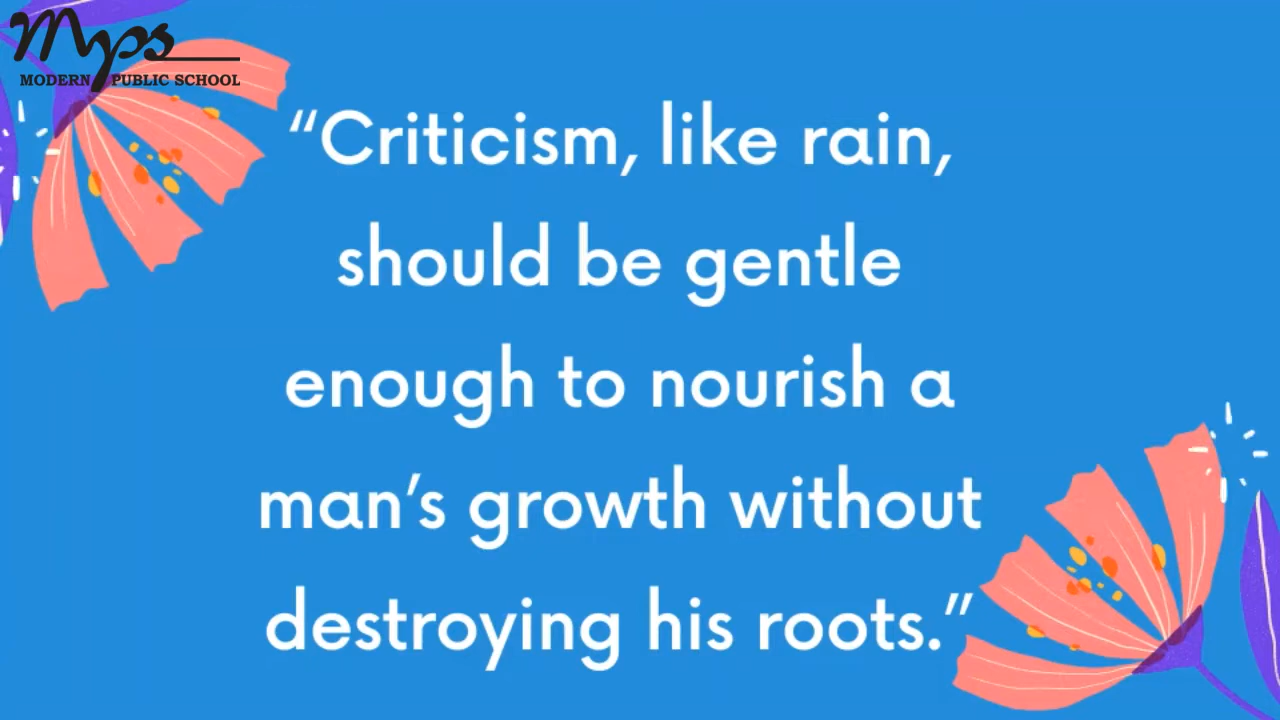 Myps
MODERN PUBLIC SCHOOL
“Criticism, like rain,
should be gentle
enough to nourish a
man’s growth without
destroying his roots.”